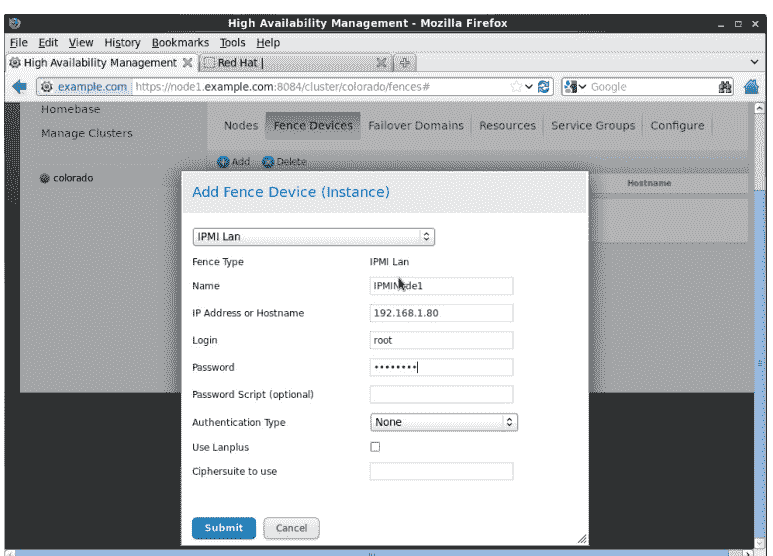 High Availability Management - Mozilla Firefox
File Edit View History Bookmarks Tools Help
High Availability Management Red Hat |
example.com https://node1.example.com:8084/cluster/colorado/fences# Google
Homebase
Manage Clusters
colorado
Nodes Fence Devices Failover Domains Resources Service Groups Configure
Add Delete
Hostname
Add Fence Device (Instance)
IPMI Lan
Fence Type IPMI Lan
Name
IP Address or Hostname 192.168.1.80
Login root
Password ••••••••
Password Script (optional)
Authentication Type None
Use Lanplus
Ciphersuite to use
Submit Cancel